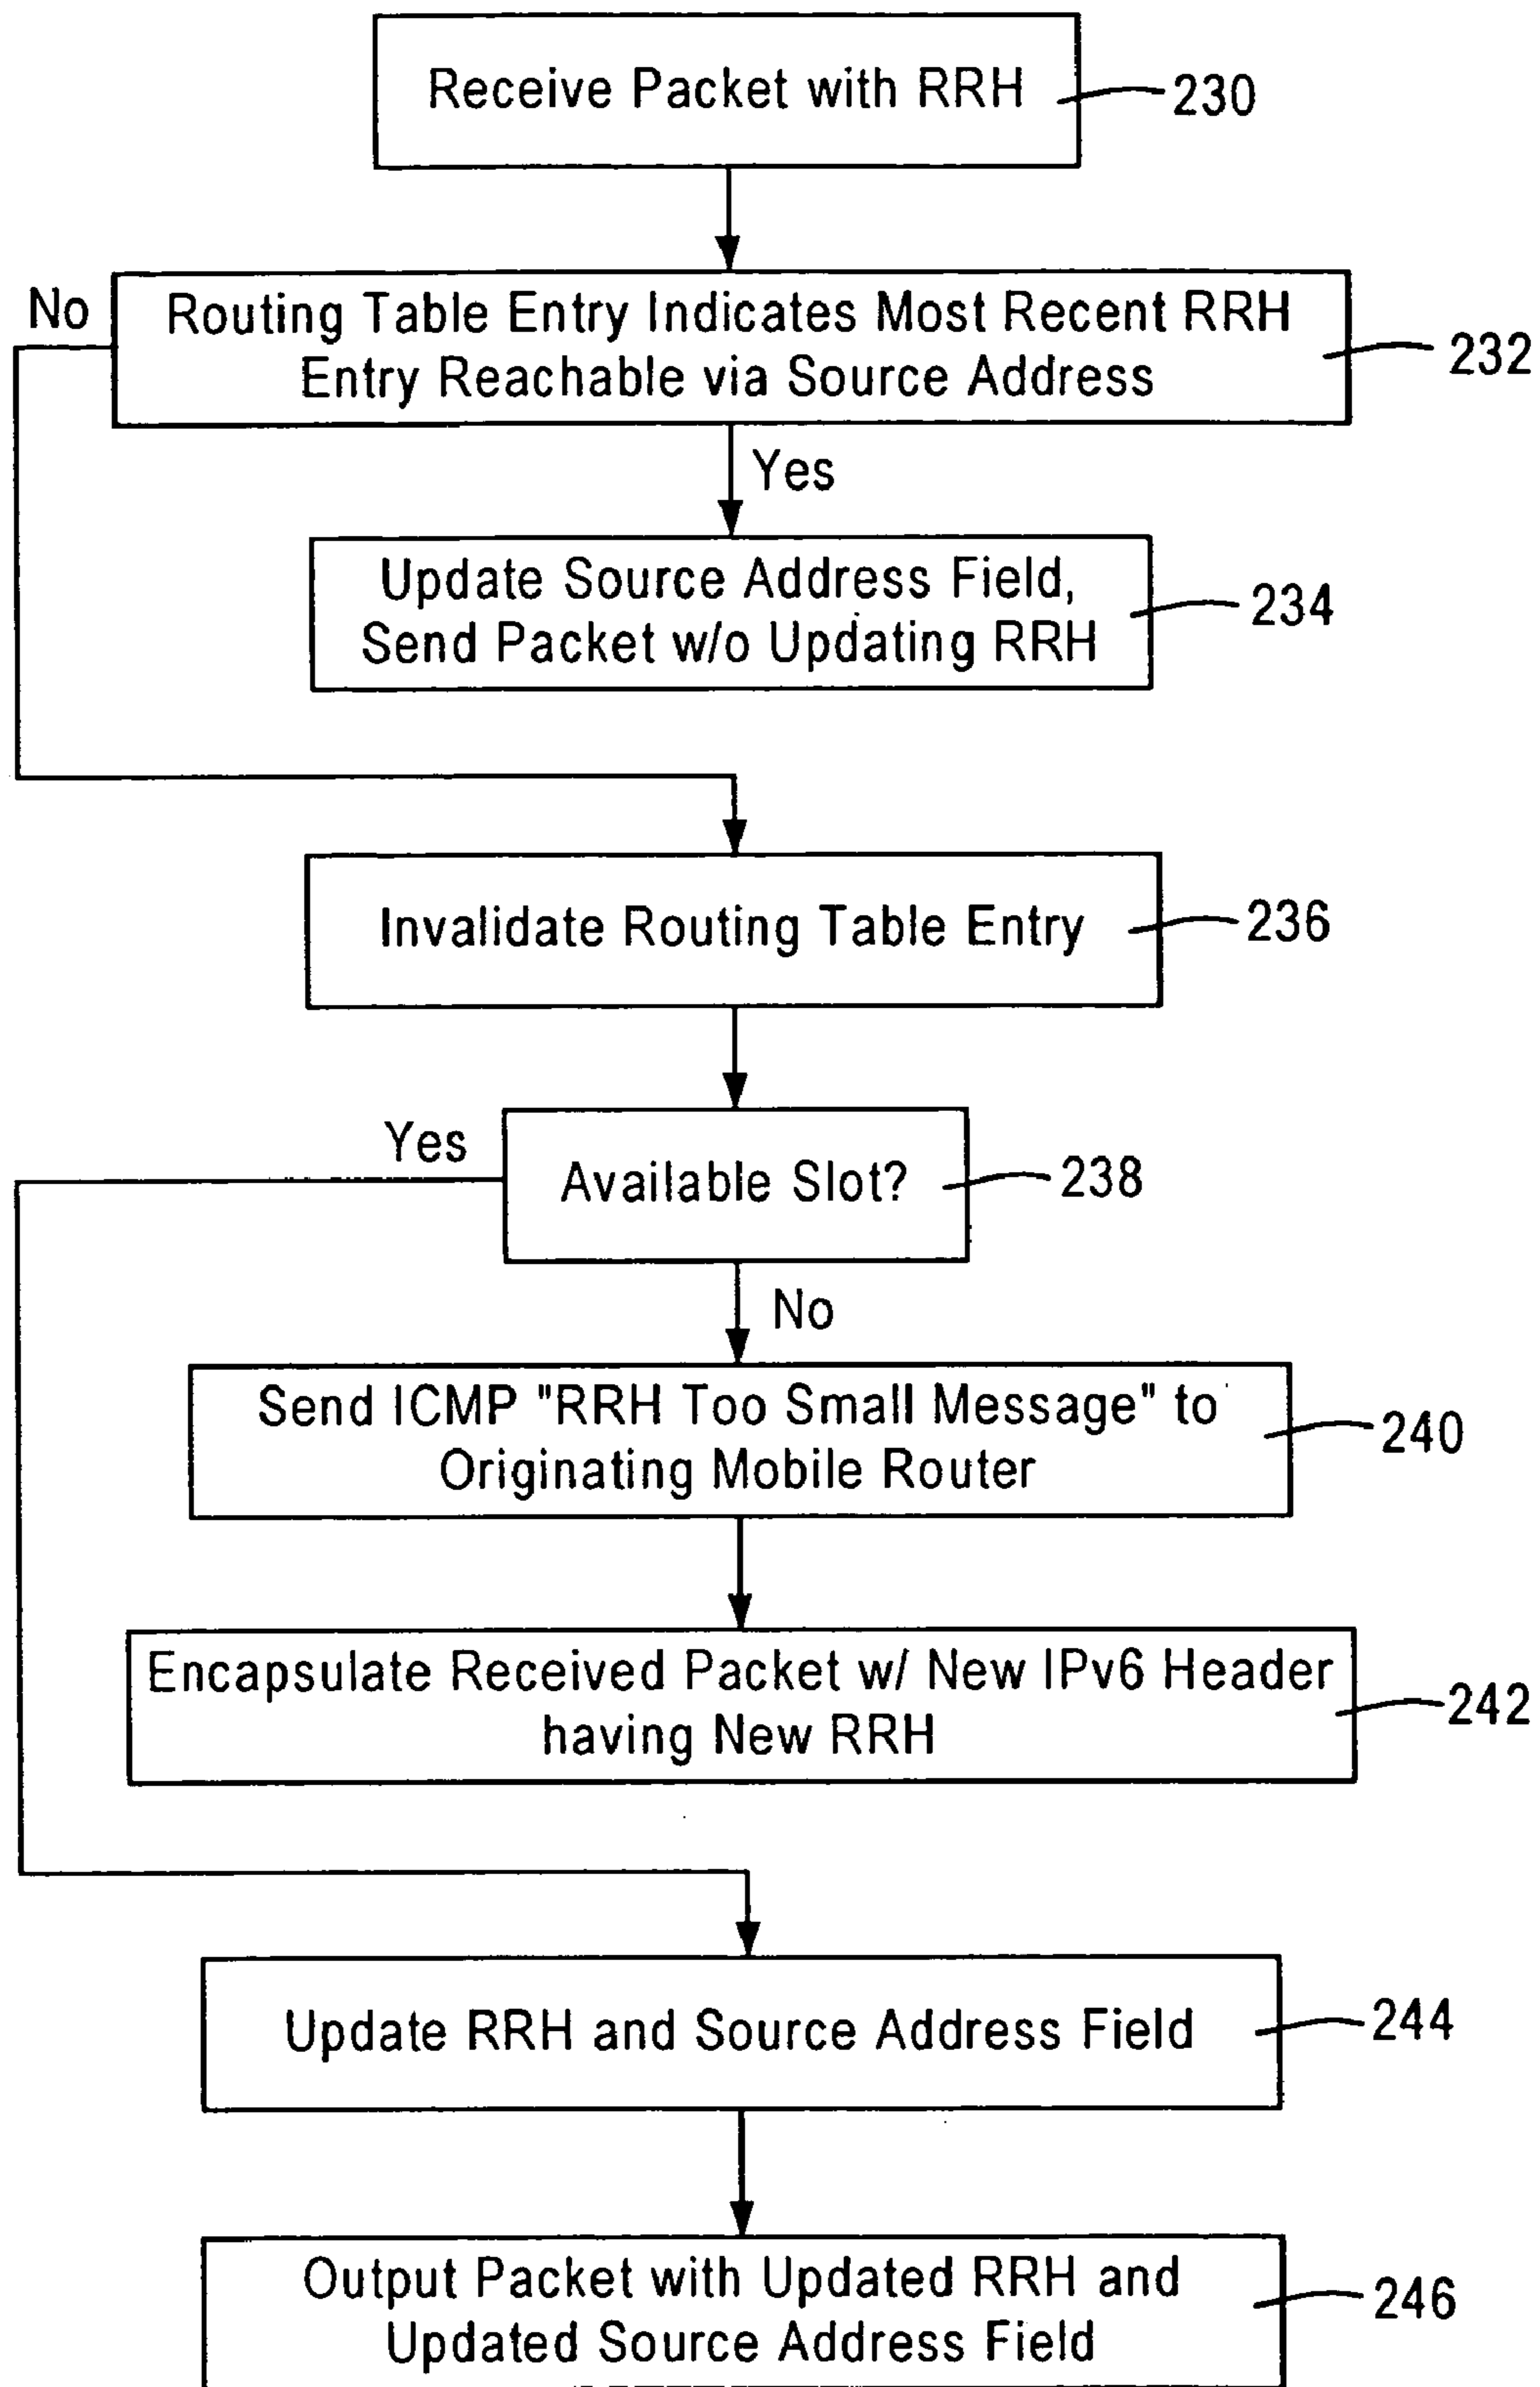 Receive Packet with RRH
230
No
Routing Table Entry Indicates Most Recent RRH
Entry Reachable via Source Address
232
Yes
Update Source Address Field,
Send Packet w/o Updating RRH
234
Invalidate Routing Table Entry
236
Yes
Available Slot?
238
No
Send ICMP "RRH Too Small Message" to
Originating Mobile Router
240
Encapsulate Received Packet w/ New IPv6 Header
having New RRH
242
Update RRH and Source Address Field
244
Output Packet with Updated RRH and
Updated Source Address Field
246